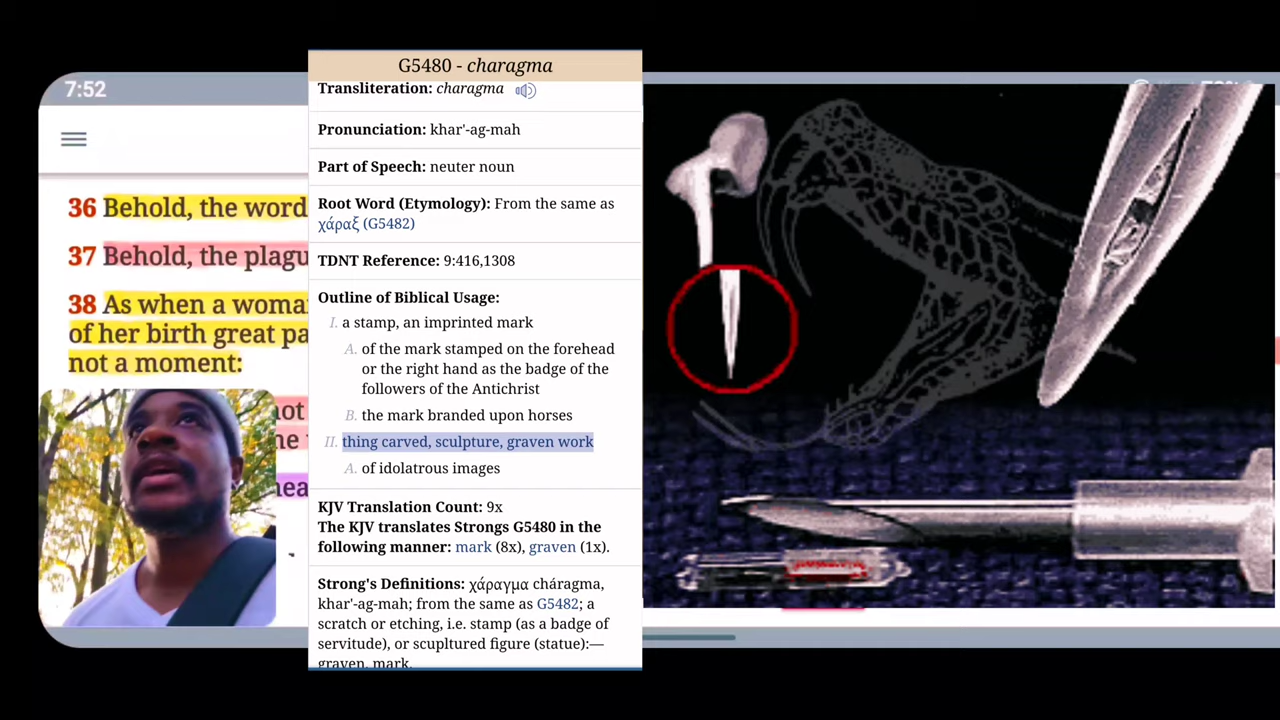 7:52
36 Behold, the word
37 Behold, the plagu
38 As when a woma
of her birth great pa
not a moment:
G5480 - charagma
Transliteration: charagma
Pronunciation: khar'-ag-mah
Part of Speech: neuter noun
Root Word (Etymology): From the same as
χάραξ (G5482)
TDNT Reference: 9:416,1308
Outline of Biblical Usage:
I. a stamp, an imprinted mark
A. of the mark stamped on the forehead
or the right hand as the badge of the
followers of the Antichrist
B. the mark branded upon horses
II. thing carved, sculpture, graven work
A. of idolatrous images
KJV Translation Count: 9x
The KJV translates Strongs G5480 in the
following manner: mark (8x), graven (1x).
Strong's Definitions: χάραγμα cháragma,
khar'-ag-mah; from the same as G5482; a
scratch or etching, i.e. stamp (as a badge of
servitude), or scupltured figure (statue):—
graven, mark.